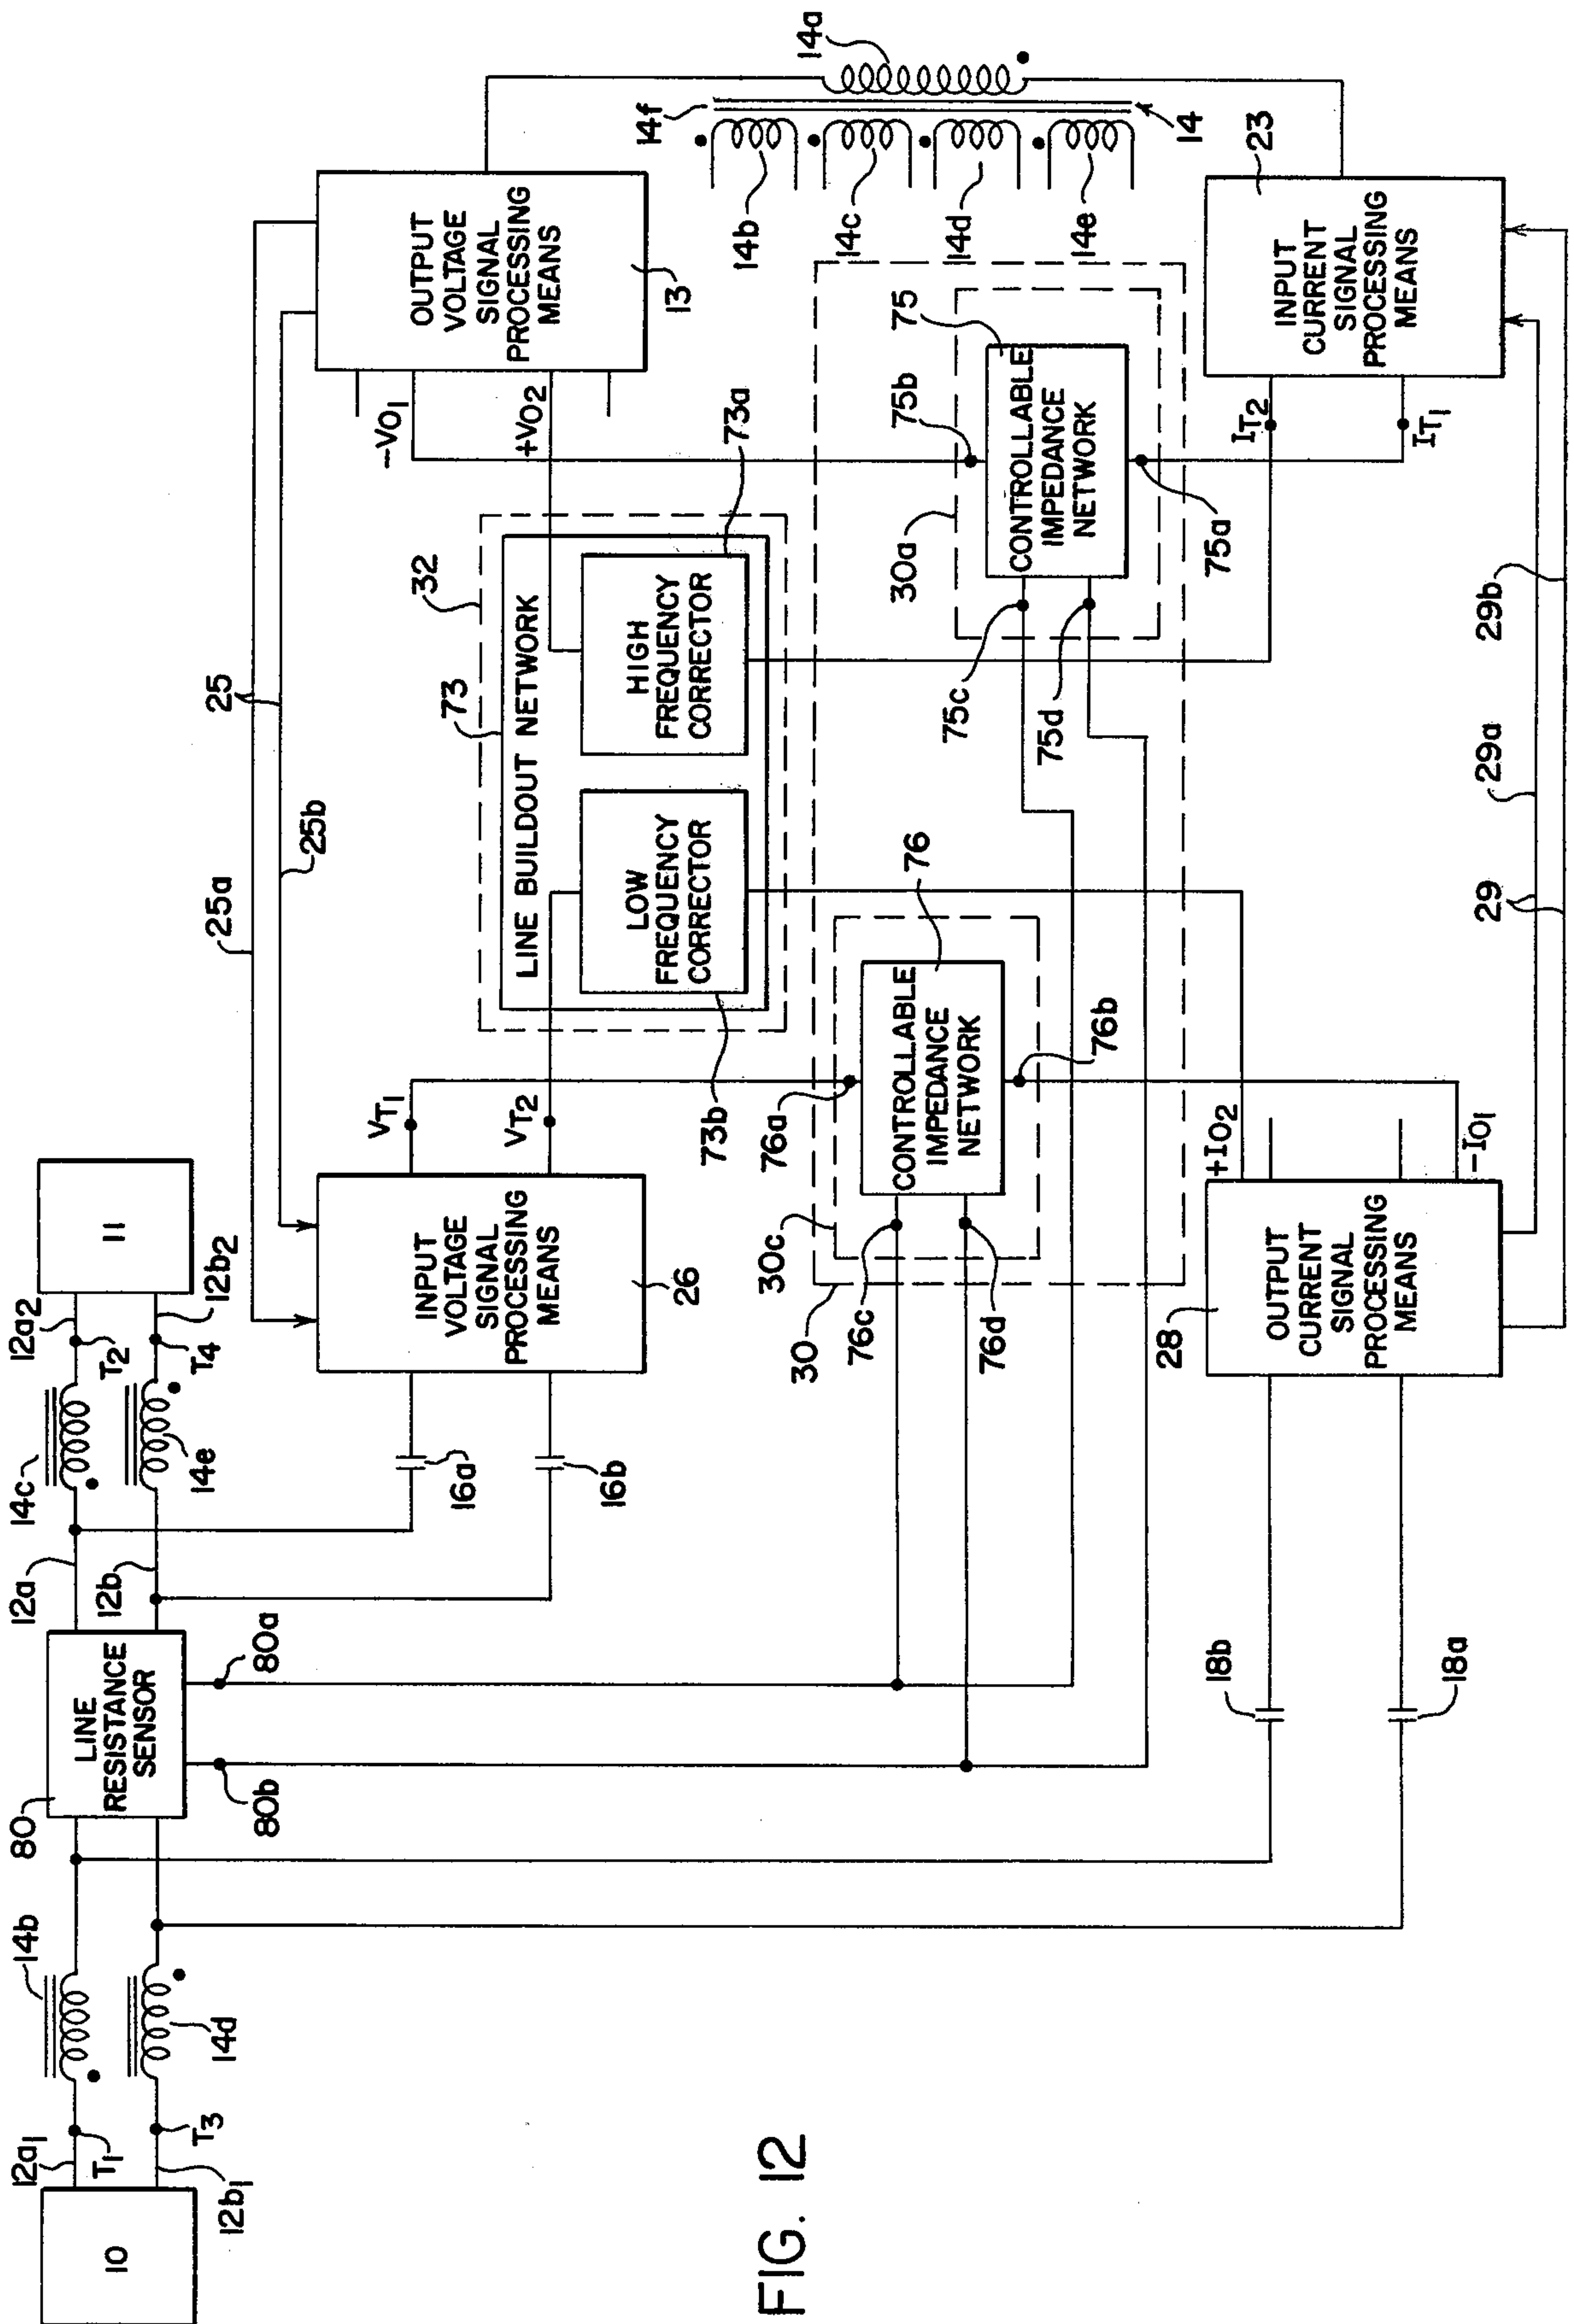 10
12a1
T1
12b1
T3
14b
14d
80
LINE
RESISTANCE
SENSOR
80b
80a
12a
12b
14c
14e
12a2
T2
T4
12b2
11
25a
25b
25
16a
16b
INPUT
VOLTAGE
SIGNAL
PROCESSING
MEANS
26
VT1
VT2
73
32
LINE BUILDOUT NETWORK
LOW
FREQUENCY
CORRECTOR
73b
HIGH
FREQUENCY
CORRECTOR
73a
-VO1
+VO2
OUTPUT
VOLTAGE
SIGNAL
PROCESSING
MEANS
13
14f
14a
14b
14c
14d
14e
14
30
30c
76a
76
CONTROLLABLE
IMPEDANCE
NETWORK
76b
76c
76d
30a
75b
75
CONTROLLABLE
IMPEDANCE
NETWORK
75a
75c
75d
18b
18a
28
OUTPUT
CURRENT
SIGNAL
PROCESSING
MEANS
+IO2
-IO1
29
29a
29b
IT2
IT1
INPUT
CURRENT
SIGNAL
PROCESSING
MEANS
23
FIG. 12